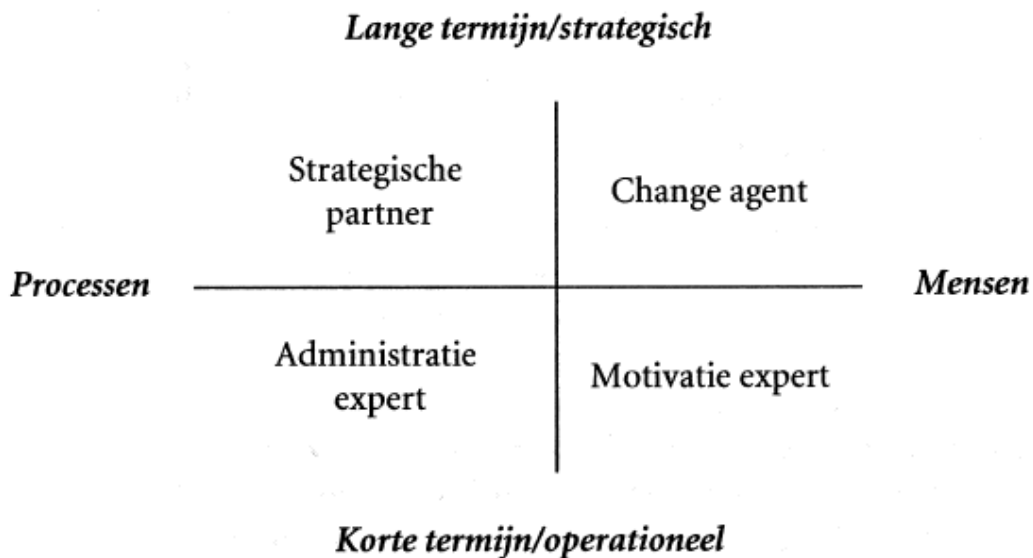 Lange termijn/strategisch
Strategische
partner
Change agent
Processen
Mensen
Administratie
expert
Motivatie expert
Korte termijn/operationeel